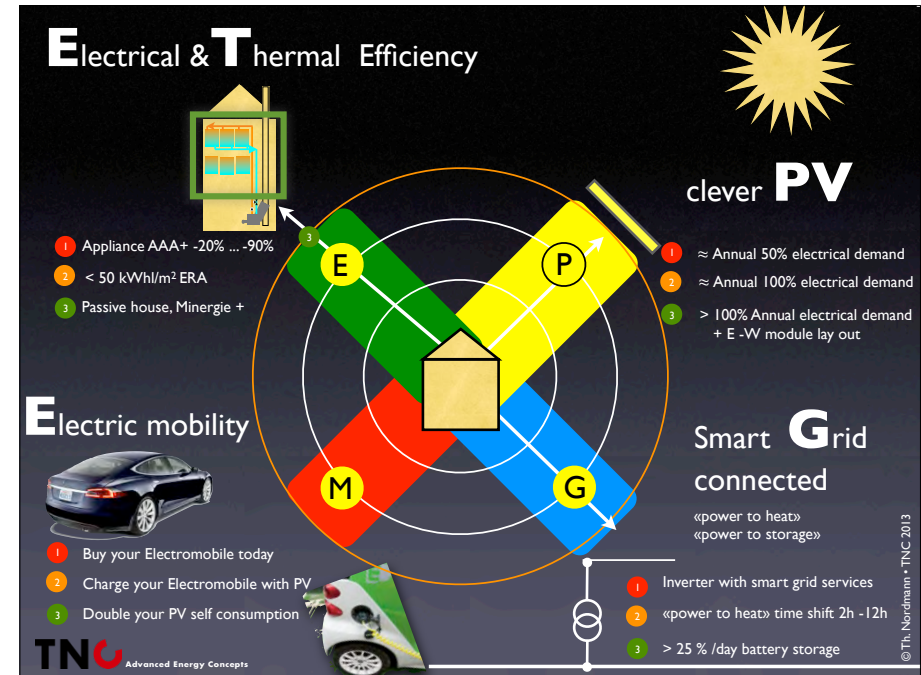 Electrical & Thermal Efficiency
1 Appliance AAA+ -20% ... -90%
2 < 50 kWhl/m² ERA
3 Passive house, Minergie +
clever PV
1 ≈ Annual 50% electrical demand
2 ≈ Annual 100% electrical demand
3 > 100% Annual electrical demand
+ E -W module lay out
3
E
P
M
G
Electric mobility
1 Buy your Electromobile today
2 Charge your Electromobile with PV
3 Double your PV self consumption
Smart Grid
connected
«power to heat»
«power to storage»
1 Inverter with smart grid services
2 «power to heat» time shift 2h -12h
3 > 25 % /day battery storage
TNC Advanced Energy Concepts
© Th. Nordmann • TNC 2013